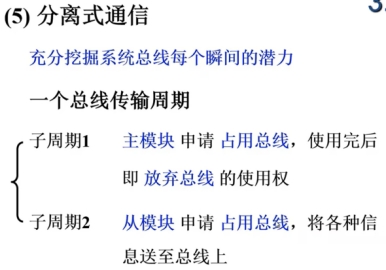 (5) 分离式通信
充分挖掘系统总线每个瞬间的潜力
一个总线传输周期
子周期1 主模块 申请 占用总线，使用完后
即 放弃总线 的使用权
子周期2 从模块 申请 占用总线，将各种信
息送至总线上